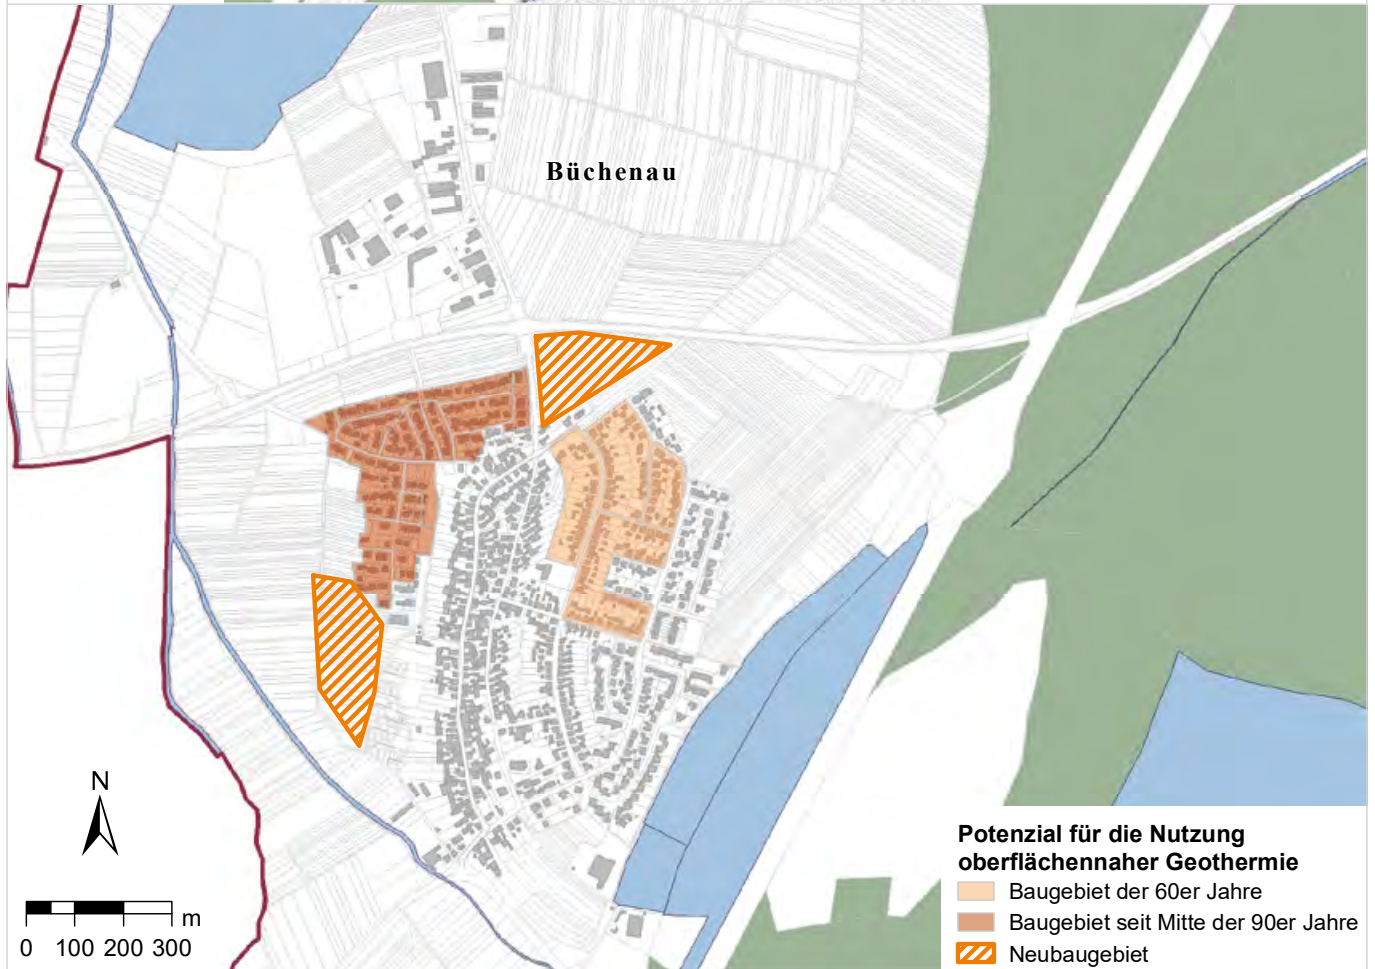 Büchenau
N
m
0 100 200 300
Potenzial für die Nutzung
oberflächennaher Geothermie
Baugebiet der 60er Jahre
Baugebiet seit Mitte der 90er Jahre
Neubaugebiet